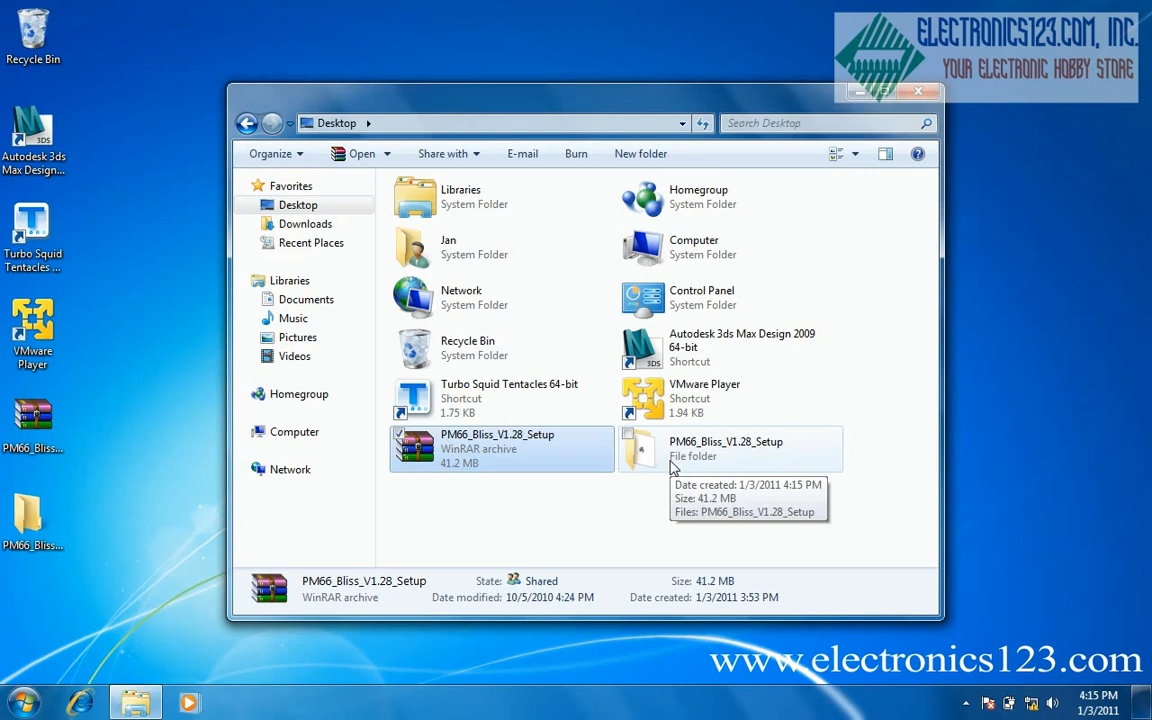 ELECTRONICS123.COM, INC.
YOUR ELECTRONIC HOBBY STORE
Recycle Bin
Autodesk 3ds
Max Design...
Turbo Squid
Tentacles ...
VMware
Player
PM66_Bliss...
PM66_Bliss...
Desktop
Search Desktop
Organize
Open
Share with
E-mail
Burn
New folder
Favorites
Desktop
Downloads
Recent Places
Libraries
Documents
Music
Pictures
Videos
Homegroup
Computer
Network
Libraries
System Folder
Homegroup
System Folder
Jan
System Folder
Computer
System Folder
Network
System Folder
Control Panel
System Folder
Recycle Bin
System Folder
Autodesk 3ds Max Design 2009
64-bit
Shortcut
Turbo Squid Tentacles 64-bit
Shortcut
1.75 KB
VMware Player
Shortcut
1.94 KB
PM66_Bliss_V1.28_Setup
WinRAR archive
41.2 MB
PM66_Bliss_V1.28_Setup
File folder
Date created: 1/3/2011 4:15 PM
Size: 41.2 MB
Files: PM66_Bliss_V1.28_Setup
PM66_Bliss_V1.28_Setup
State: Shared
Size: 41.2 MB
WinRAR archive
Date modified: 10/5/2010 4:24 PM
Date created: 1/3/2011 3:53 PM
www.electronics123.com
4:15 PM
1/3/2011